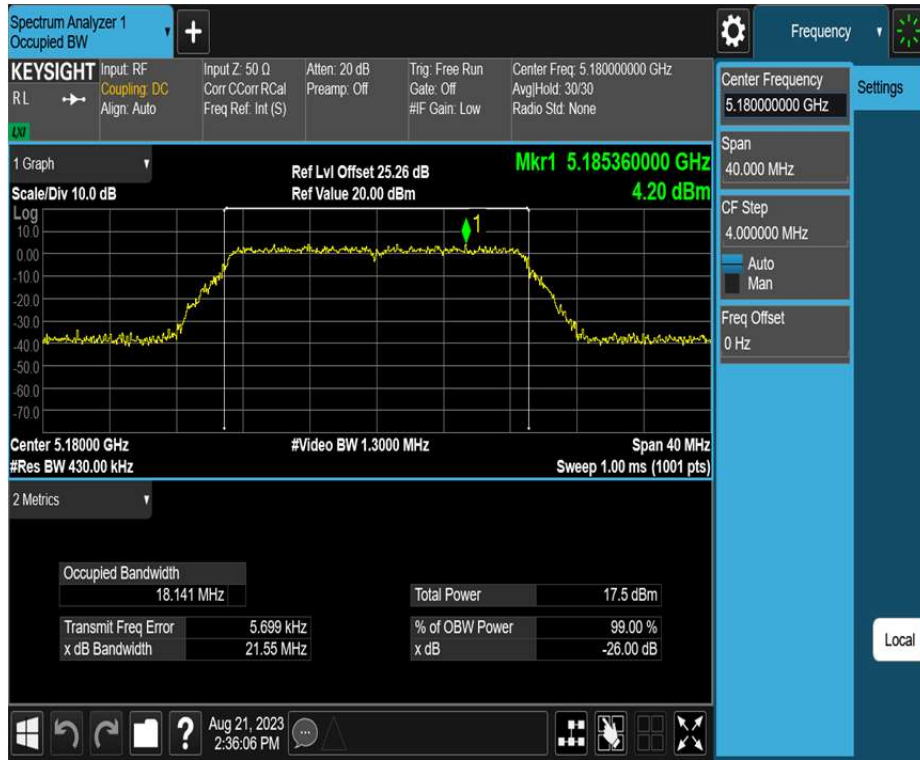 Spectrum Analyzer 1
Occupied BW
+
Frequency
KEYSIGHT
R L
LXI
Input: RF
Coupling: DC
Align: Auto
Input Z: 50 Ω
Corr CCorr RCal
Freq Ref: Int (S)
Atten: 20 dB
Preamp: Off
Trig: Free Run
Gate: Off
#IF Gain: Low
Center Freq: 5.180000000 GHz
Avg|Hold: 30/30
Radio Std: None
Center Frequency
5.180000000 GHz
Settings
Span
40.000 MHz
CF Step
4.000000 MHz
Auto
Man
Freq Offset
0 Hz
Local
1 Graph
Scale/Div 10.0 dB
Ref Lvl Offset 25.26 dB
Ref Value 20.00 dBm
Mkr1 5.185360000 GHz
4.20 dBm
Log
10.0
0.00
-10.0
-20.0
-30.0
-40.0
-50.0
-60.0
-70.0
1
Center 5.18000 GHz
#Video BW 1.3000 MHz
Span 40 MHz
#Res BW 430.00 kHz
Sweep 1.00 ms (1001 pts)
2 Metrics
Occupied Bandwidth
18.141 MHz
Total Power 17.5 dBm
Transmit Freq Error 5.699 kHz
% of OBW Power 99.00 %
x dB Bandwidth 21.55 MHz
x dB -26.00 dB
?
Aug 21, 2023
2:36:06 PM